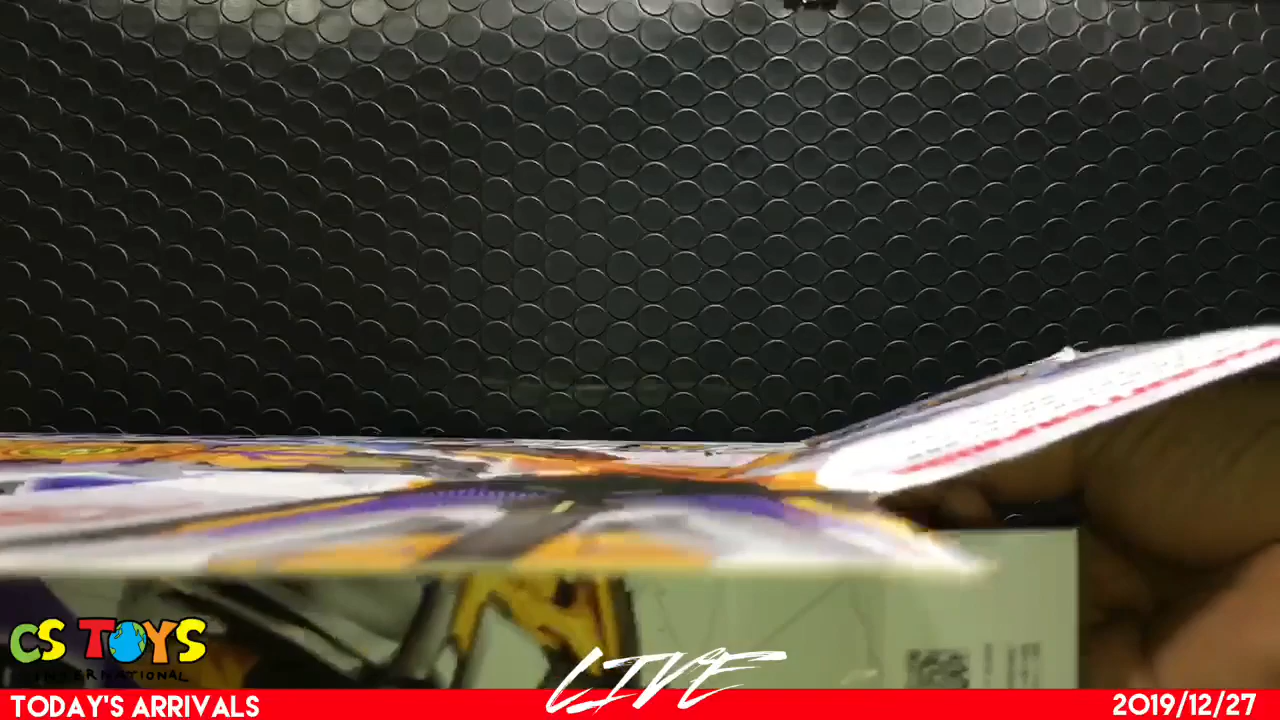 CS TOYS
INTERNATIONAL
LIVE
TODAY'S ARRIVALS
2019/12/27